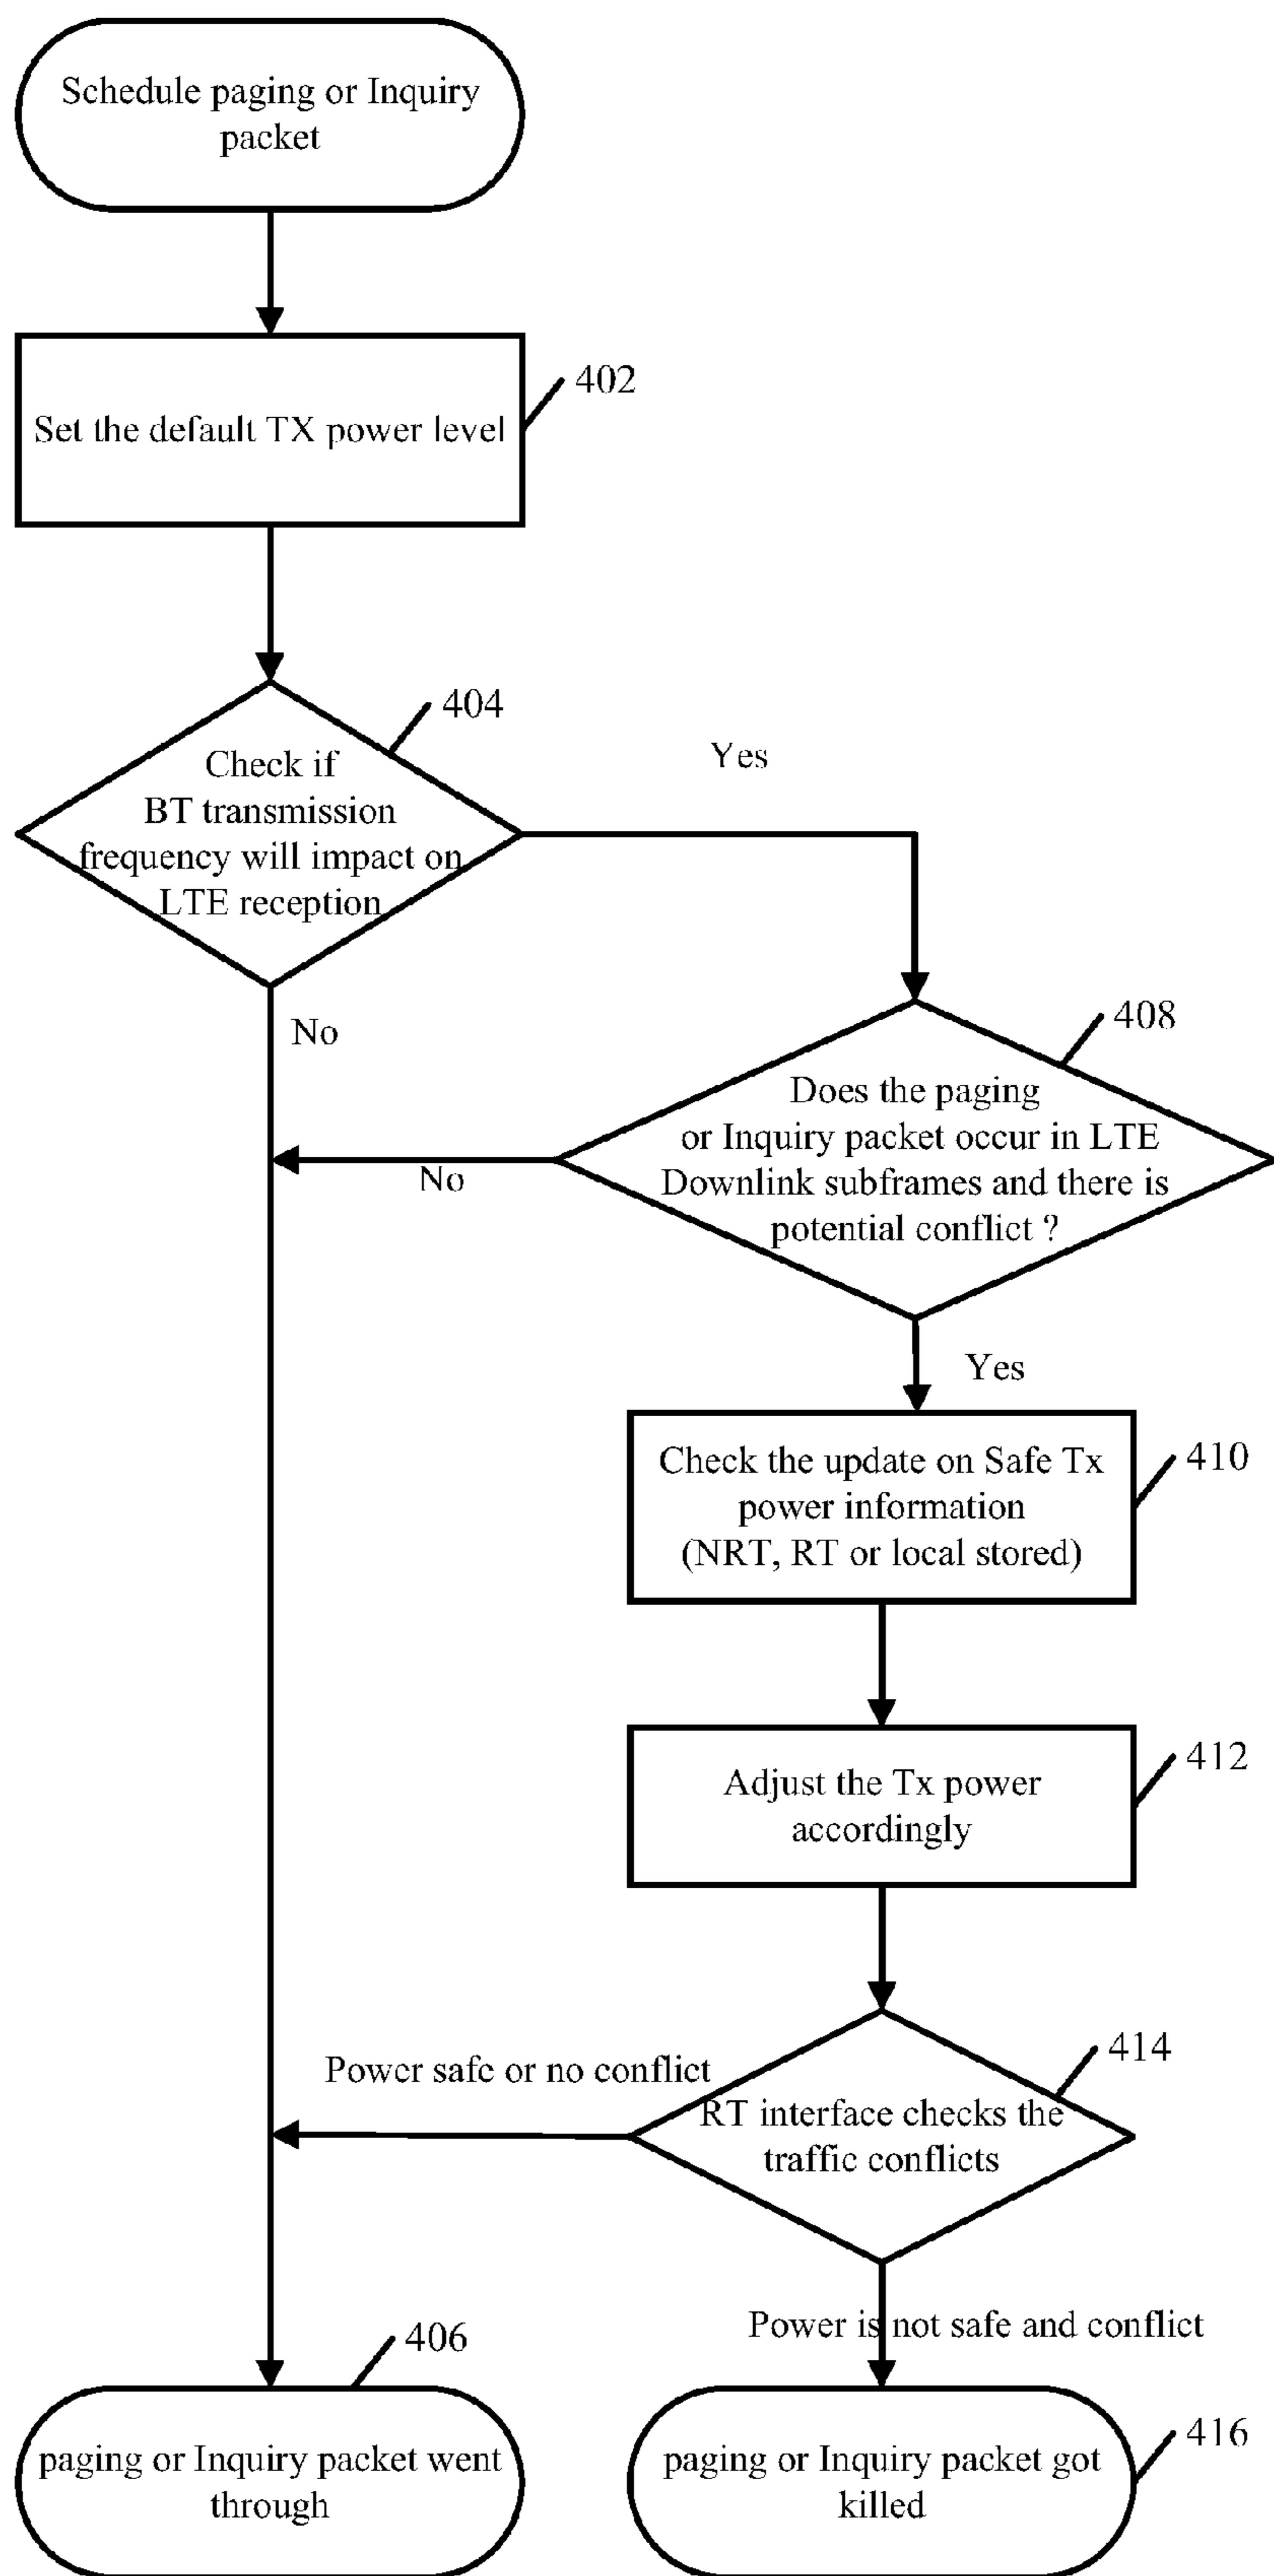 Schedule paging or Inquiry
packet
402
Set the default TX power level
404
Check if
BT transmission
frequency will impact on
LTE reception
Yes
No
408
Does the paging
or Inquiry packet occur in LTE
Downlink subframes and there is
potential conflict ?
No
Yes
410
Check the update on Safe Tx
power information
(NRT, RT or local stored)
412
Adjust the Tx power
accordingly
414
Power safe or no conflict
RT interface checks the
traffic conflicts
Power is not safe and conflict
406
paging or Inquiry packet went
through
416
paging or Inquiry packet got
killed